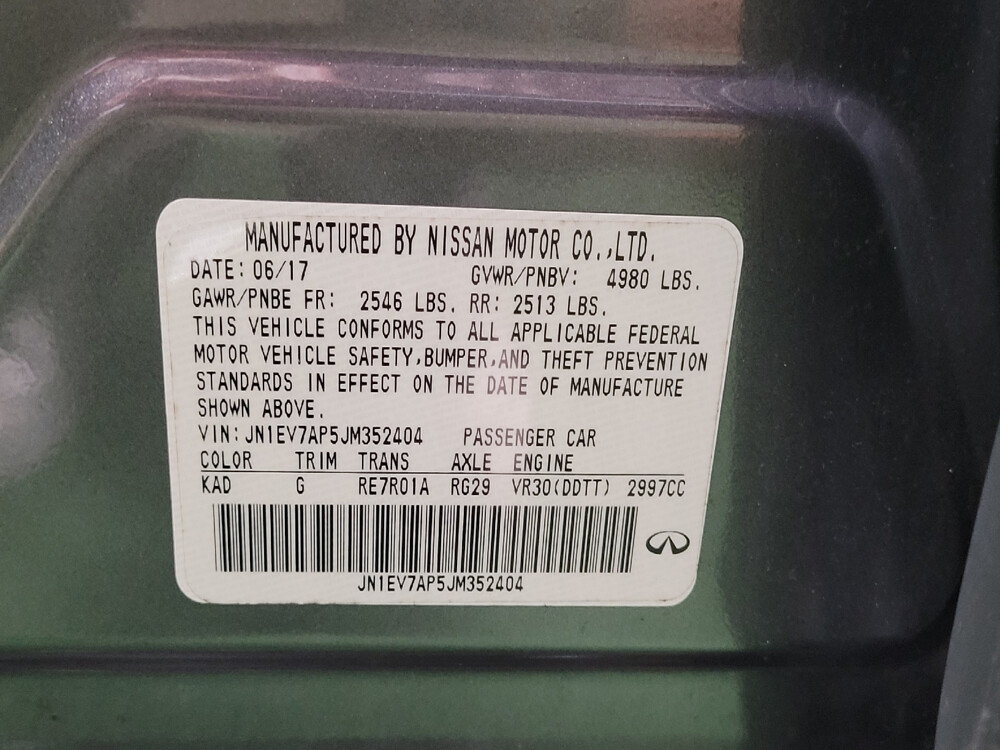 MANUFACTURED BY NISSAN MOTOR CO.,LTD.
DATE: 06/17 GVWR/PNBV: 4980 LBS.
GAWR/PNBE FR: 2546 LBS. RR: 2513 LBS.
THIS VEHICLE CONFORMS TO ALL APPLICABLE FEDERAL
MOTOR VEHICLE SAFETY,BUMPER,AND THEFT PREVENTION
STANDARDS IN EFFECT ON THE DATE OF MANUFACTURE
SHOWN ABOVE.
VIN:JN1EV7AP5JM352404 PASSENGER CAR
COLOR TRIM TRANS AXLE ENGINE
KAD G RE7R01A RG29 VR30(DDTT) 2997CC
JN1EV7AP5JM352404